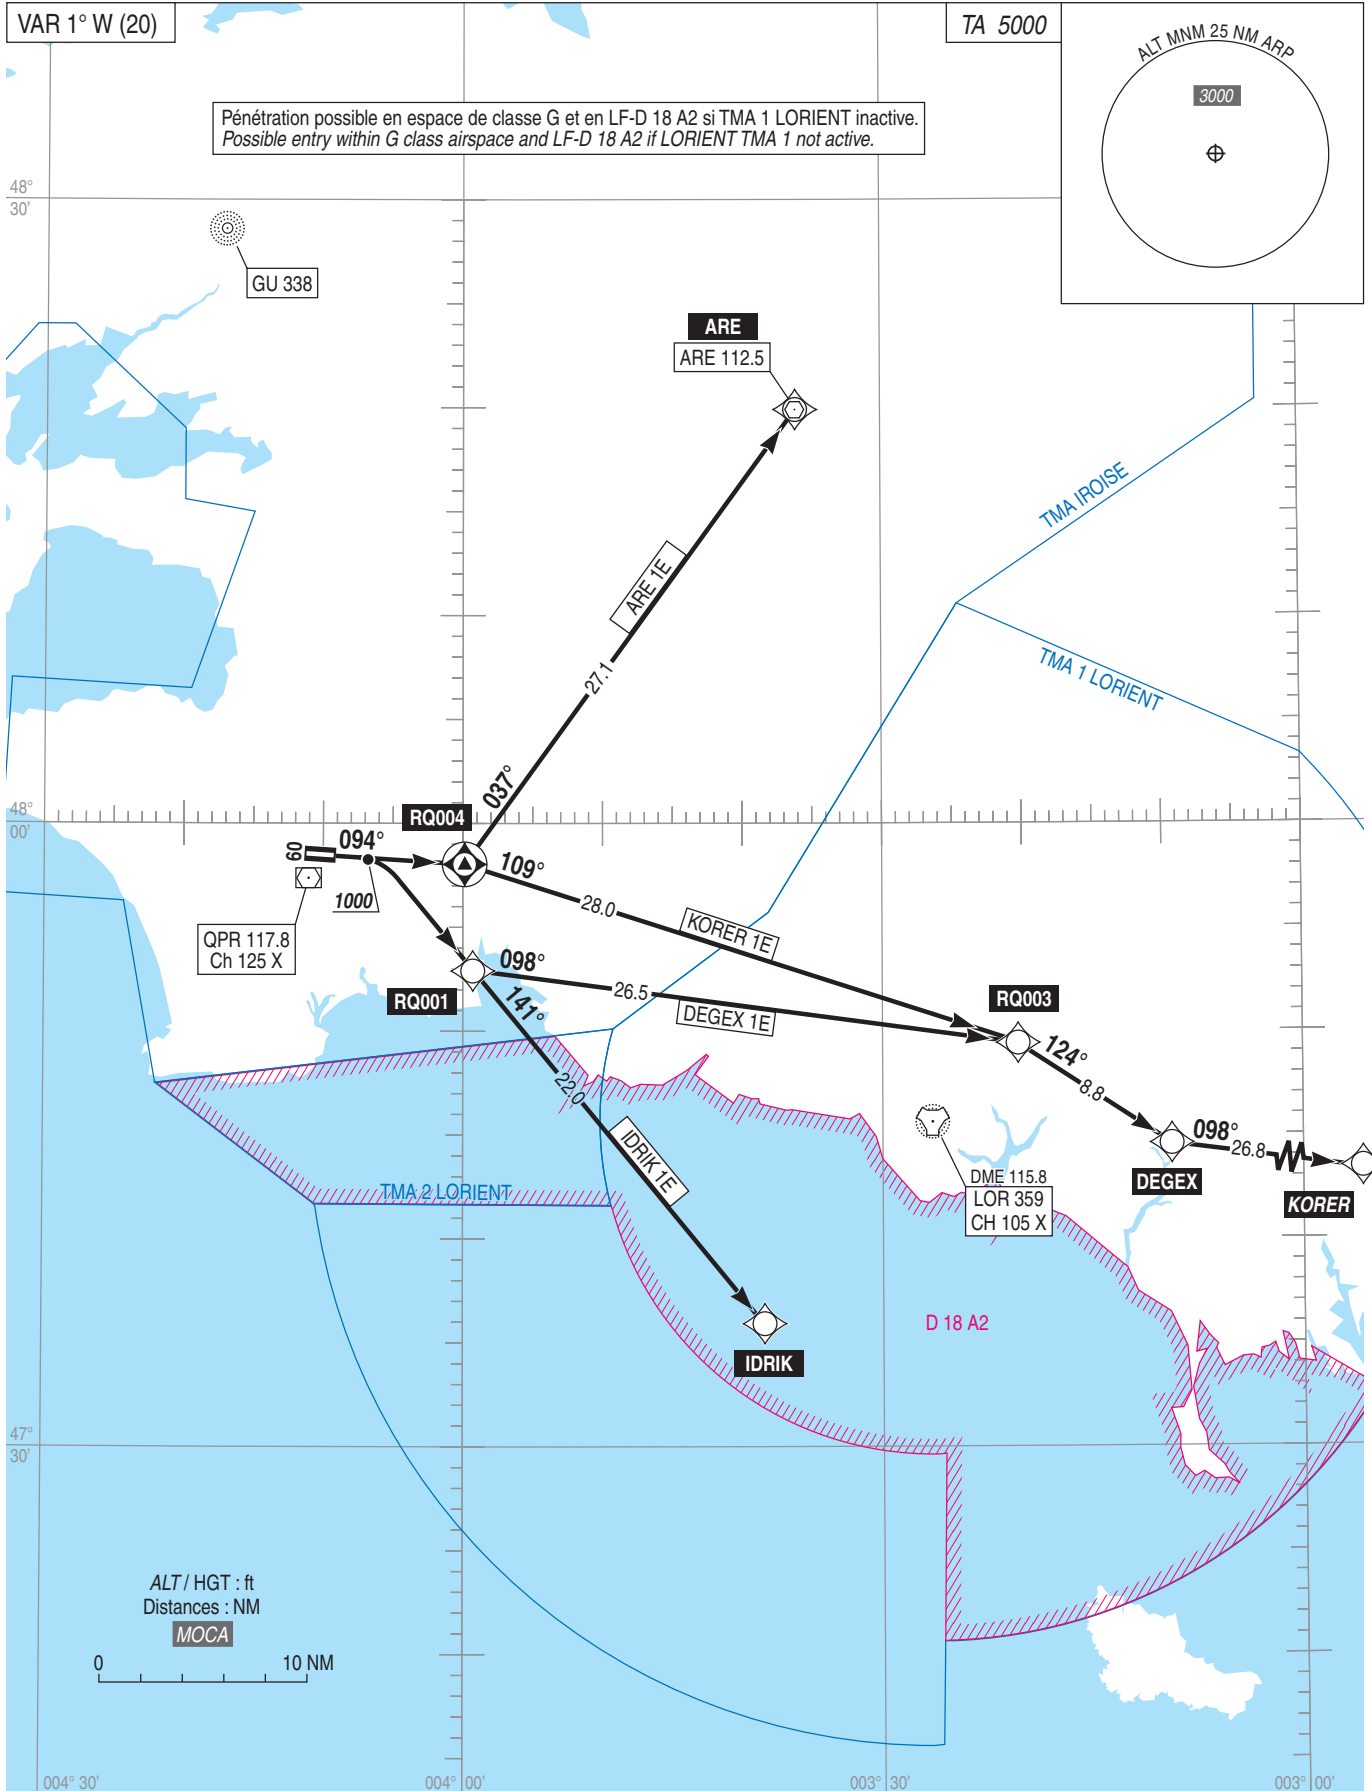 VAR 1° W (20)
TA 5000
ALT MNM 25 NM ARP
3000
Pénétration possible en espace de classe G et en LF-D 18 A2 si TMA 1 LORIENT inactive.
Possible entry within G class airspace and LF-D 18 A2 if LORIENT TMA 1 not active.
48°
30'
GU 338
ARE
ARE 112.5
TMA IROISE
ARE 1E
27.1
TMA 1 LORIENT
037°
48°
00'
RQ004
09
094°
109°
1000
28.0
KORER 1E
QPR 117.8
Ch 125 X
098°
RQ001
141°
26.5
DEGEX 1E
RQ003
124°
8.8
22.0
IDRIK 1E
098°
26.8
DME 115.8
LOR 359
CH 105 X
DEGEX
KORER
TMA 2 LORIENT
D 18 A2
IDRIK
47°
30'
ALT / HGT : ft
Distances : NM
MOCA
0
10 NM
004° 30'
004° 00'
003° 30'
003° 00'